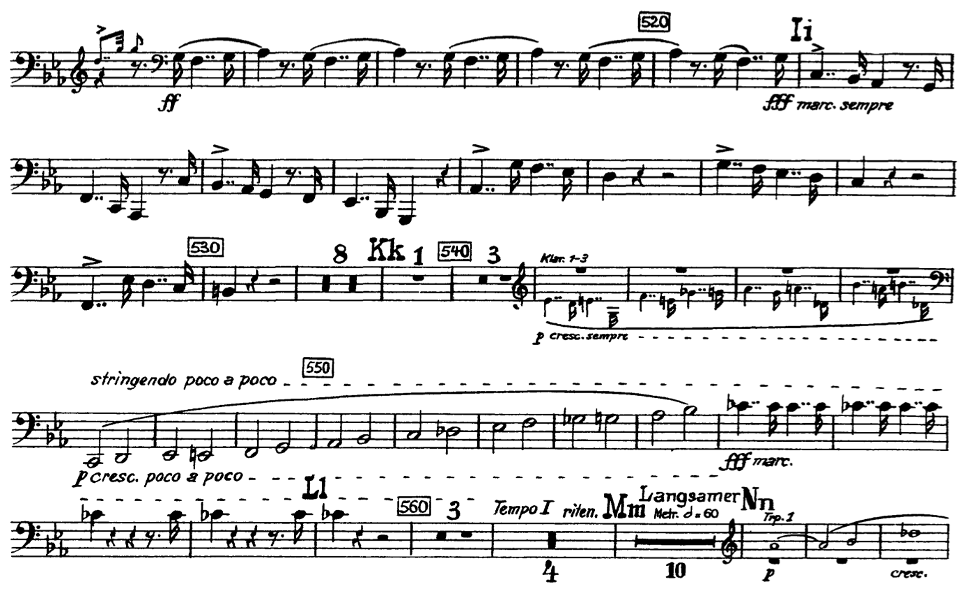 520 Ii
ff fff marc. sempre
530 8 Kk 1 540 3 Klar. 1-3
p cresc. sempre
stringendo poco a poco 550
p cresc. poco a poco fff marc.
Ll 560 3 Tempo I riten. Mm Langsamer Nn
Metr. d = 60 Trp. 1
4 10 p cresc.